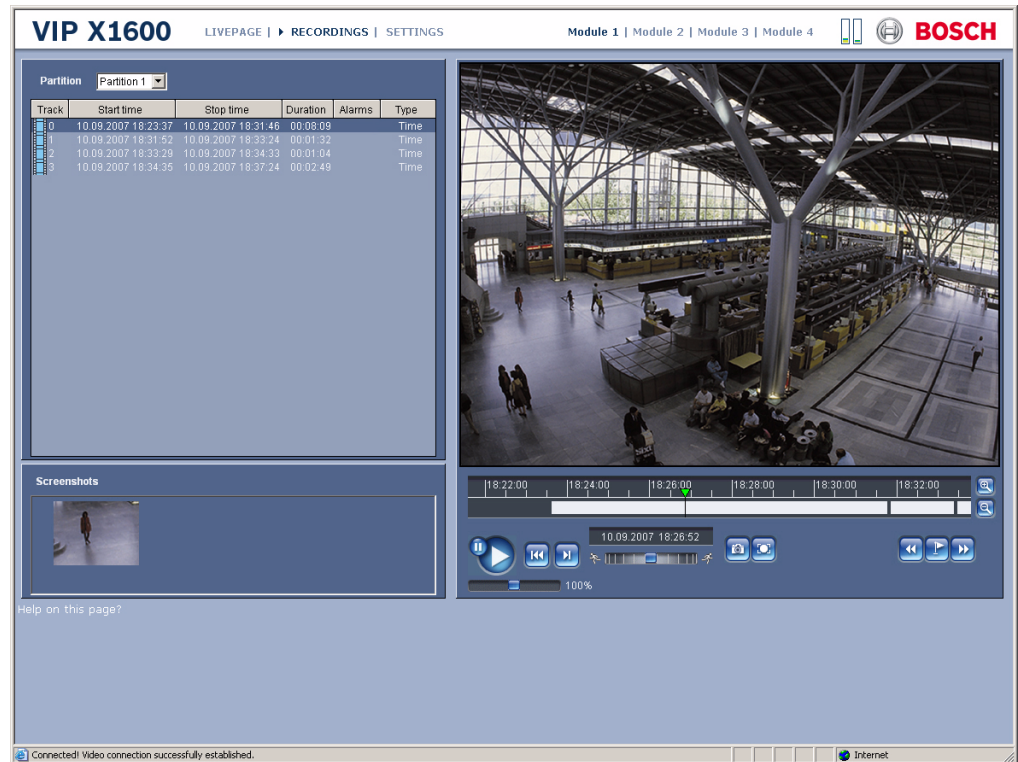 VIP X1600 LIVEPAGE | RECORDINGS | SETTINGS Module 1 | Module 2 | Module 3 | Module 4 BOSCH
Partition Partition 1
Track Start time Stop time Duration Alarms Type
0 10.09.2007 18:23:37 10.09.2007 18:31:46 00:08:09 Time
1 10.09.2007 18:31:52 10.09.2007 18:33:24 00:01:32 Time
2 10.09.2007 18:33:29 10.09.2007 18:34:33 00:01:04 Time
3 10.09.2007 18:34:35 10.09.2007 18:37:24 00:02:49 Time
Screenshots
18:22:00 18:24:00 18:26:00 18:28:00 18:30:00 18:32:00
10.09.2007 18:26:52
100%
Help on this page?
Connected! Video connection successfully established. Internet